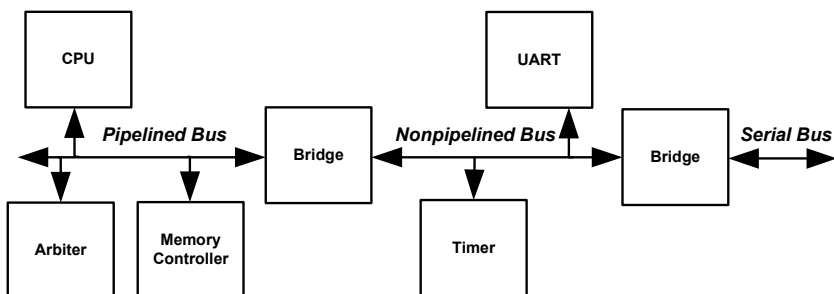 CPU
UART
Pipelined Bus
Nonpipelined Bus
Serial Bus
Bridge
Bridge
Arbiter
Memory
Controller
Timer